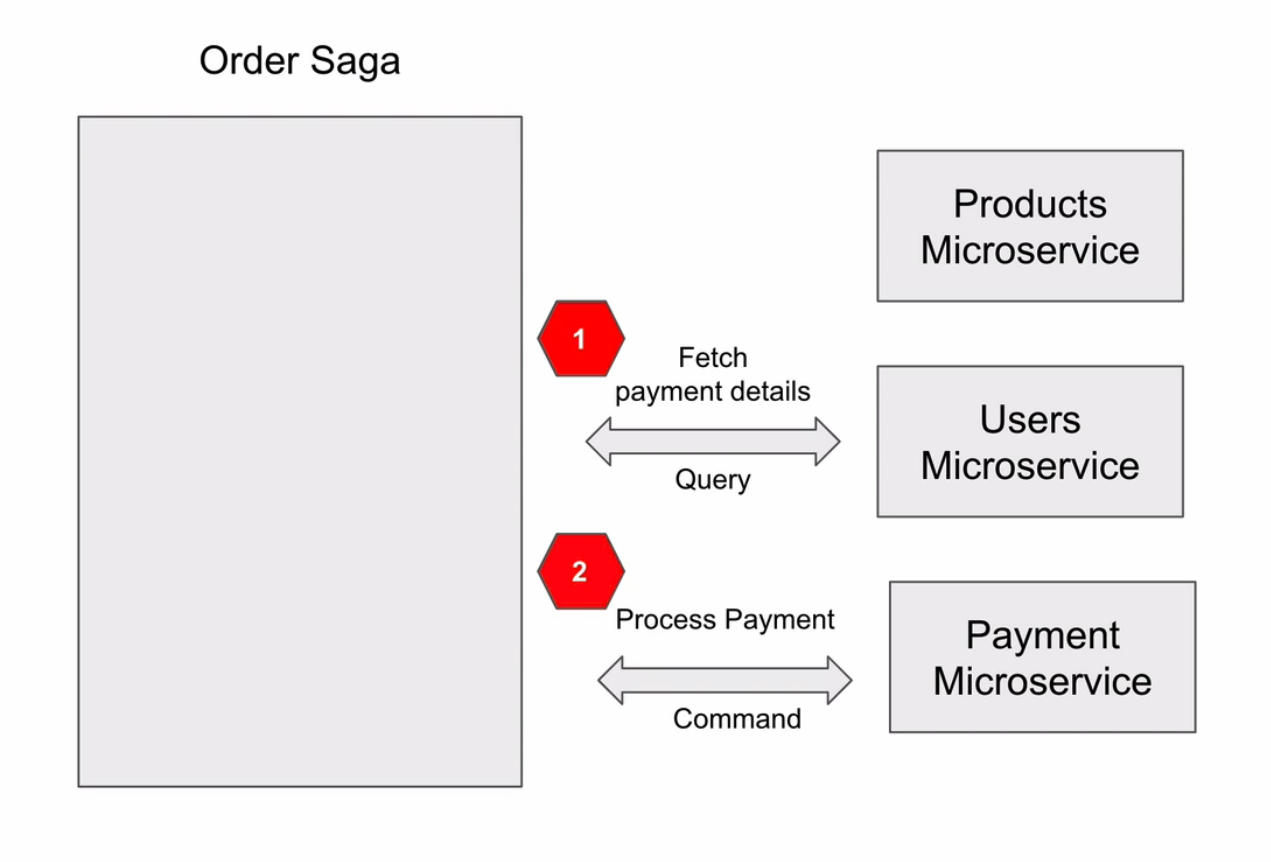 Order Saga
Products
Microservice
1
Fetch
payment details
Query
Users
Microservice
2
Process Payment
Command
Payment
Microservice